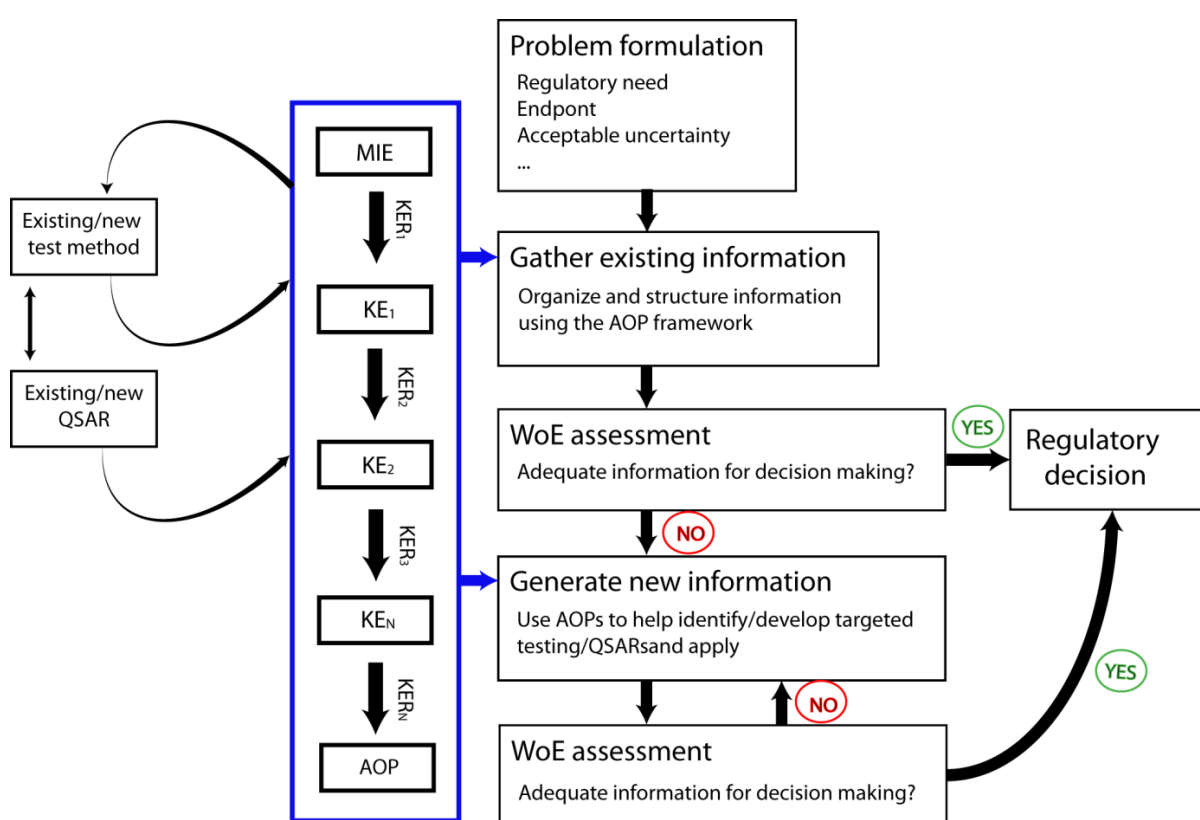 Problem formulation
Regulatory need
Endpont
Acceptable uncertainty
...
MIE
KER₁
Existing/new
test method
Gather existing information
Organize and structure information
using the AOP framework
KE₁
KER₂
Existing/new
QSAR
WoE assessment
Adequate information for decision making?
YES
Regulatory
decision
KE₂
NO
KER₃
Generate new information
Use AOPs to help identify/develop targeted
testing/QSARsand apply
KEN
YES
KERN
NO
WoE assessment
Adequate information for decision making?
AOP